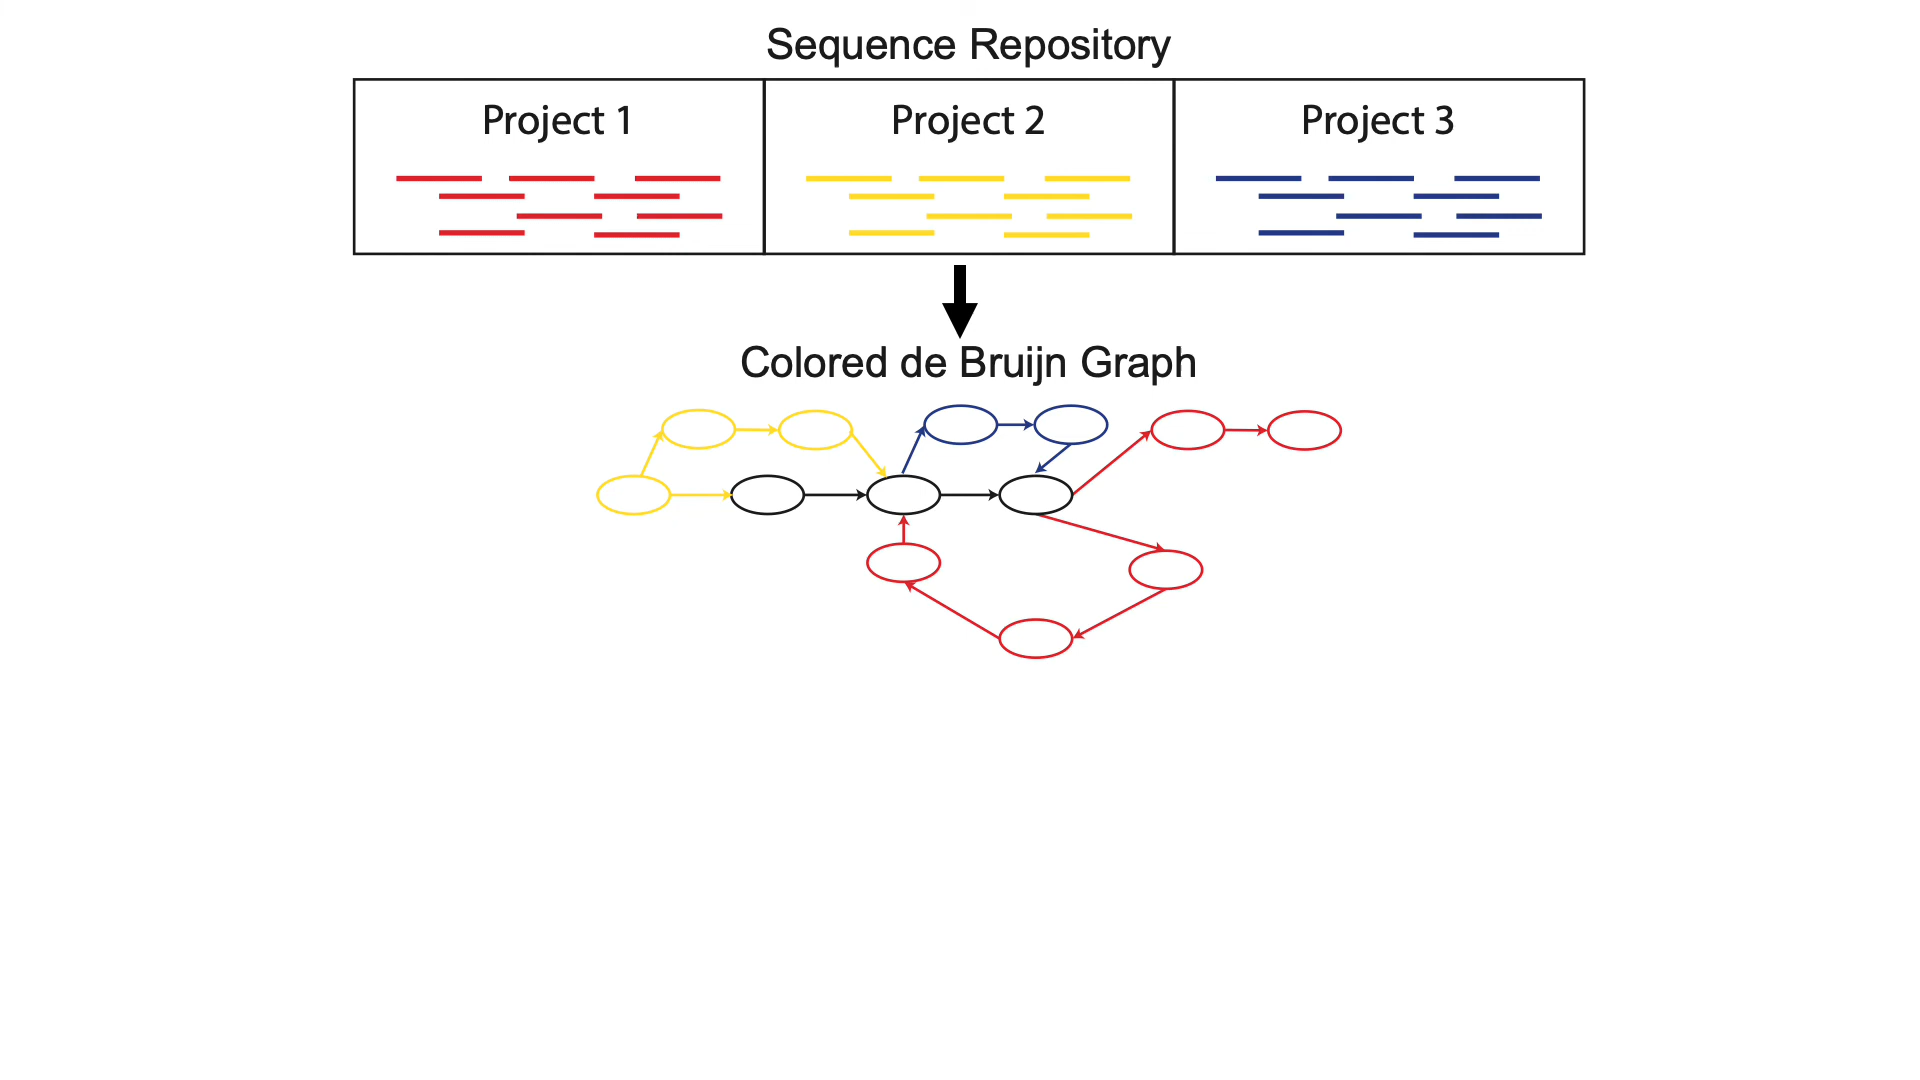 Sequence Repository
Project 1
Project 2
Project 3
Colored de Bruijn Graph